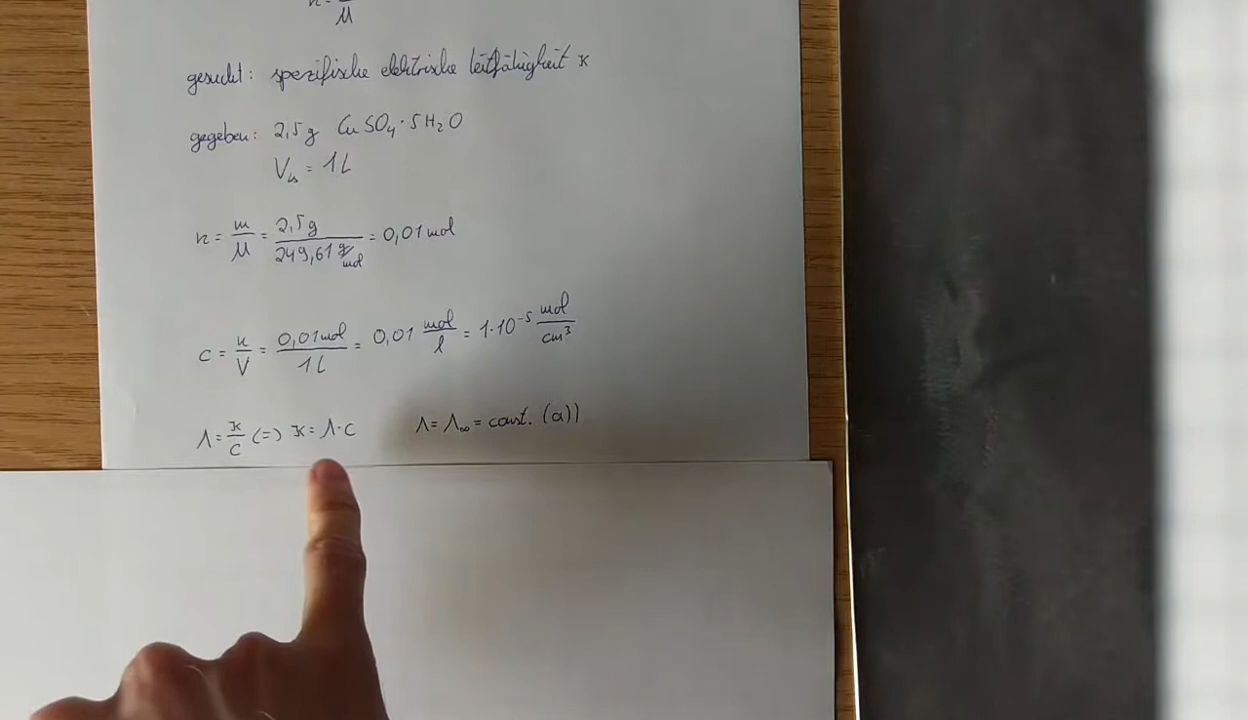 n = / M
gesucht: spezifische elektrische Leitfähigkeit ϰ
gegeben: 2,5 g CuSO₄ · 5 H₂O
V = 1 L
n = m/M = 2,5 g / 249,61 g/mol = 0,01 mol
c = n/V = 0,01 mol / 1 L = 0,01 mol/l = 1·10⁻⁵ mol/cm³
Λ = ϰ/c (=) ϰ = Λ·c Λ = Λ∞ = const. (a))